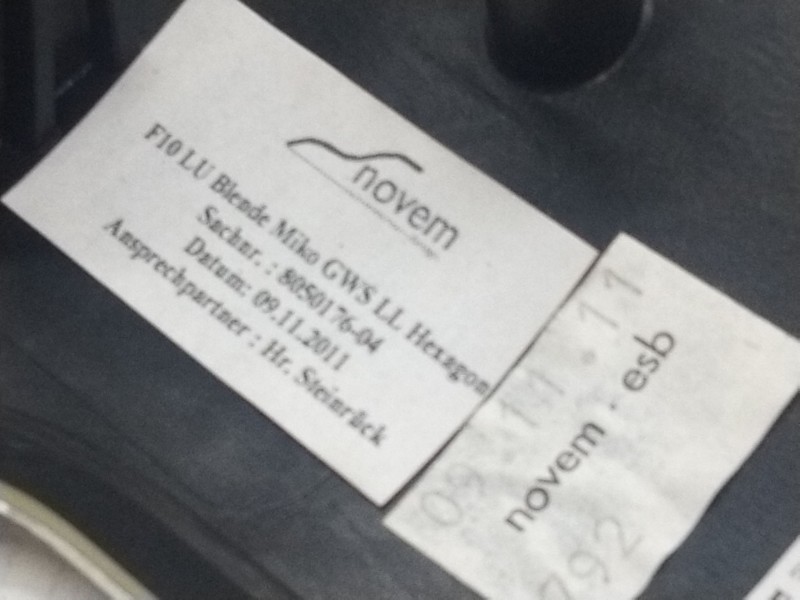 novem
F10 LU Blende Miko GWS LL Hexagon
Sachnr. : 8050176-04
Datum: 09.11.2011
Ansprechpartner : Hr. Steinrück
09.11.11
novem · esb
792